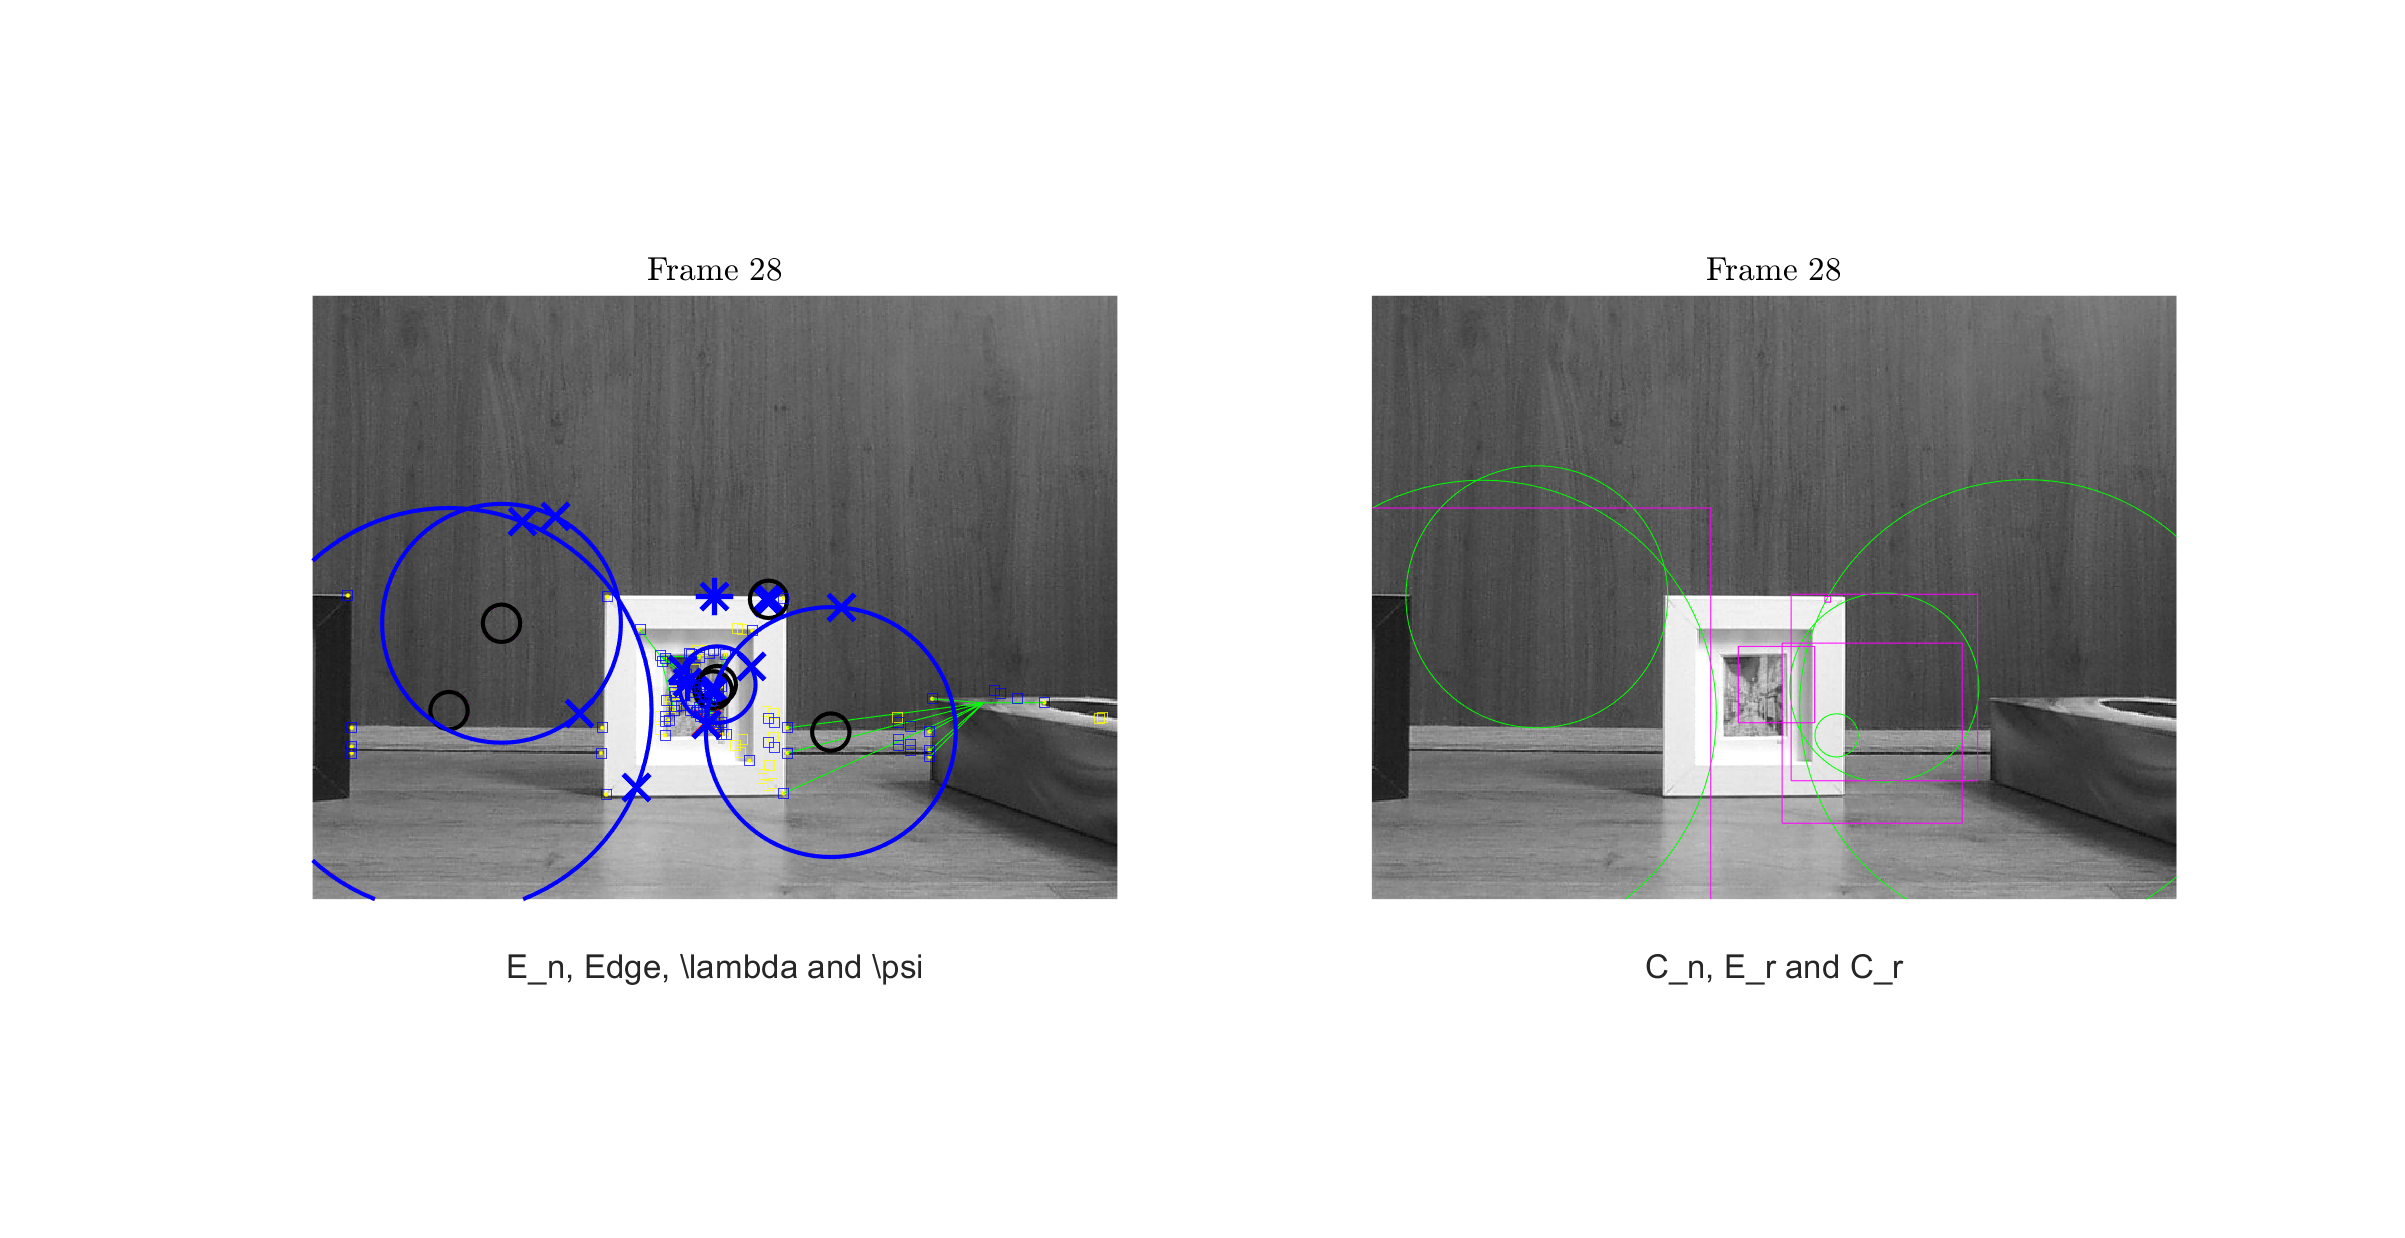 Frame 28
Frame 28
E_n, Edge, \lambda and \psi
C_n, E_r and C_r